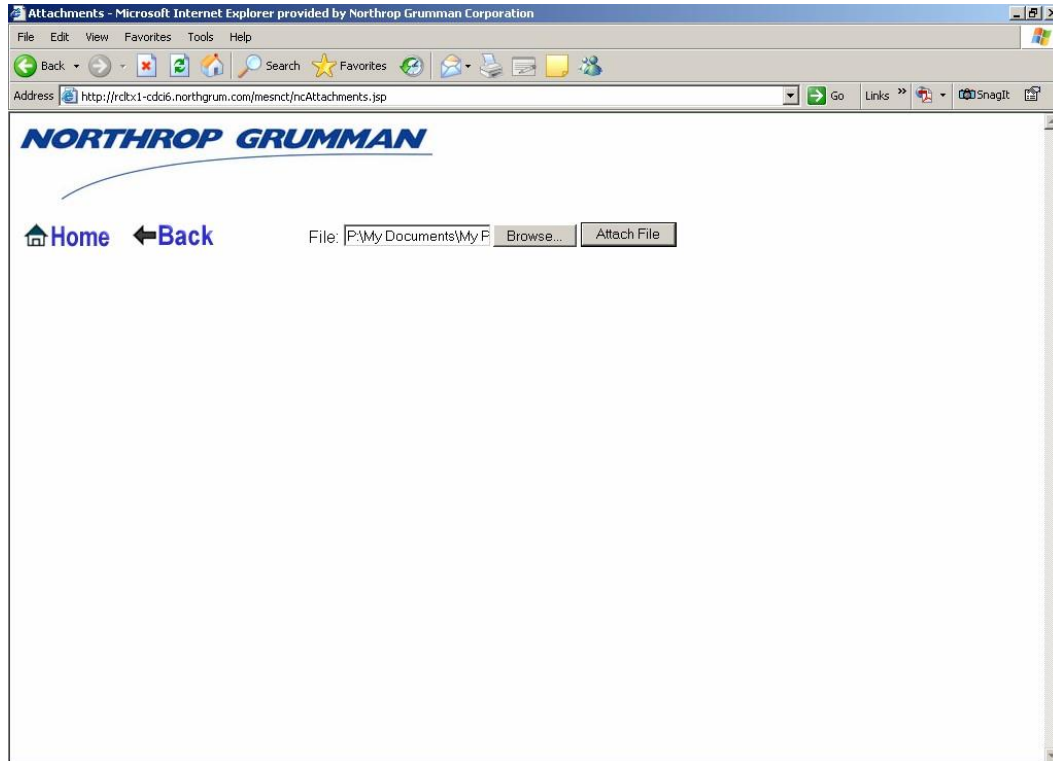 Attachments - Microsoft Internet Explorer provided by Northrop Grumman Corporation
File Edit View Favorites Tools Help
Back Search Favorites
Address http://rcltx1-cdci6.northgrum.com/mesnct/ncAttachments.jsp Go Links » SnagIt
NORTHROP GRUMMAN
Home Back File: P:\My Documents\My P Browse... Attach File